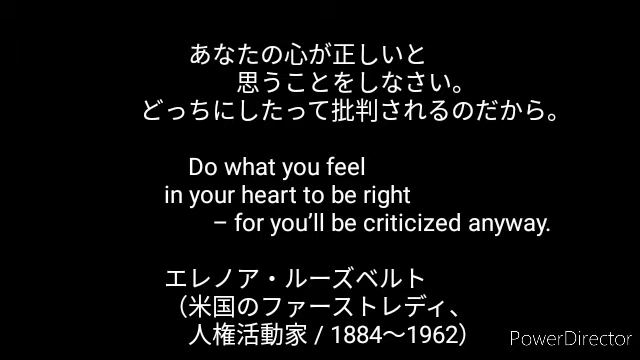 あなたの心が正しいと
思うことをしなさい。
どっちにしたって批判されるのだから。
Do what you feel
in your heart to be right
– for you’ll be criticized anyway.
エレノア・ルーズベルト
（米国のファーストレディ、
人権活動家 / 1884〜1962）
PowerDirector